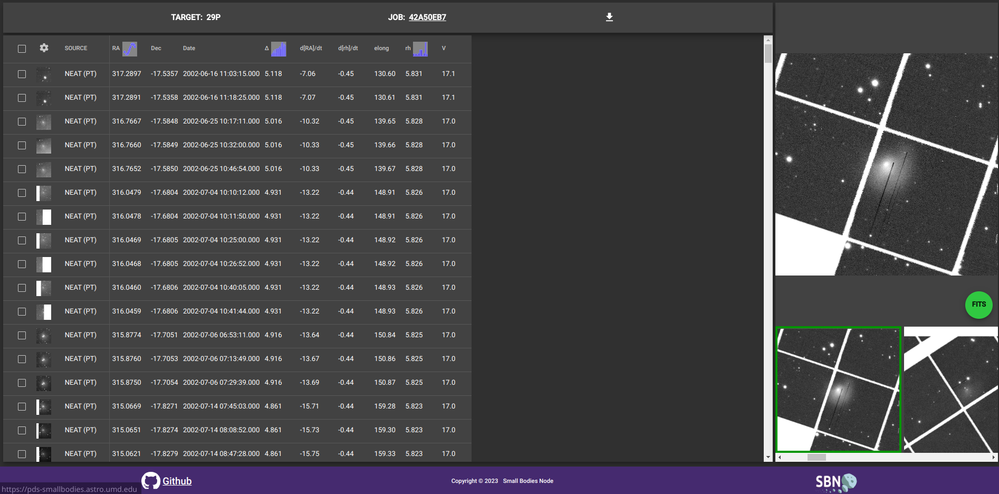 TARGET: 29P JOB: 42A50EB7
SOURCE RA Dec Date Δ d[RA]/dt d[rh]/dt elong rh V
NEAT (PT) 317.2897 -17.5357 2002-06-16 11:03:15.000 5.118 -7.06 -0.45 130.60 5.831 17.1
NEAT (PT) 317.2891 -17.5358 2002-06-16 11:18:25.000 5.118 -7.07 -0.45 130.61 5.831 17.1
NEAT (PT) 316.7667 -17.5848 2002-06-25 10:17:11.000 5.016 -10.32 -0.45 139.65 5.828 17.0
NEAT (PT) 316.7660 -17.5849 2002-06-25 10:32:00.000 5.016 -10.33 -0.45 139.66 5.828 17.0
NEAT (PT) 316.7652 -17.5850 2002-06-25 10:46:54.000 5.016 -10.33 -0.45 139.67 5.828 17.0
NEAT (PT) 316.0479 -17.6804 2002-07-04 10:10:12.000 4.931 -13.22 -0.44 148.91 5.826 17.0
NEAT (PT) 316.0478 -17.6804 2002-07-04 10:11:50.000 4.931 -13.22 -0.44 148.91 5.826 17.0
NEAT (PT) 316.0469 -17.6805 2002-07-04 10:25:00.000 4.931 -13.22 -0.44 148.92 5.826 17.0
NEAT (PT) 316.0468 -17.6805 2002-07-04 10:26:52.000 4.931 -13.22 -0.44 148.92 5.826 17.0
NEAT (PT) 316.0460 -17.6806 2002-07-04 10:40:05.000 4.931 -13.22 -0.44 148.93 5.826 17.0
NEAT (PT) 316.0459 -17.6806 2002-07-04 10:41:44.000 4.931 -13.22 -0.44 148.93 5.826 17.0
NEAT (PT) 315.8774 -17.7051 2002-07-06 06:53:11.000 4.916 -13.64 -0.44 150.84 5.825 17.0
NEAT (PT) 315.8760 -17.7053 2002-07-06 07:13:49.000 4.916 -13.67 -0.44 150.86 5.825 17.0
NEAT (PT) 315.8750 -17.7054 2002-07-06 07:29:39.000 4.916 -13.69 -0.44 150.87 5.825 17.0
NEAT (PT) 315.0669 -17.8271 2002-07-14 07:45:03.000 4.861 -15.71 -0.44 159.28 5.823 17.0
NEAT (PT) 315.0651 -17.8274 2002-07-14 08:08:52.000 4.861 -15.73 -0.44 159.30 5.823 17.0
NEAT (PT) 315.0621 -17.8279 2002-07-14 08:47:28.000 4.861 -15.75 -0.44 159.33 5.823 17.0
FITS
Github Copyright © 2023 Small Bodies Node SBN
https://pds-smallbodies.astro.umd.edu